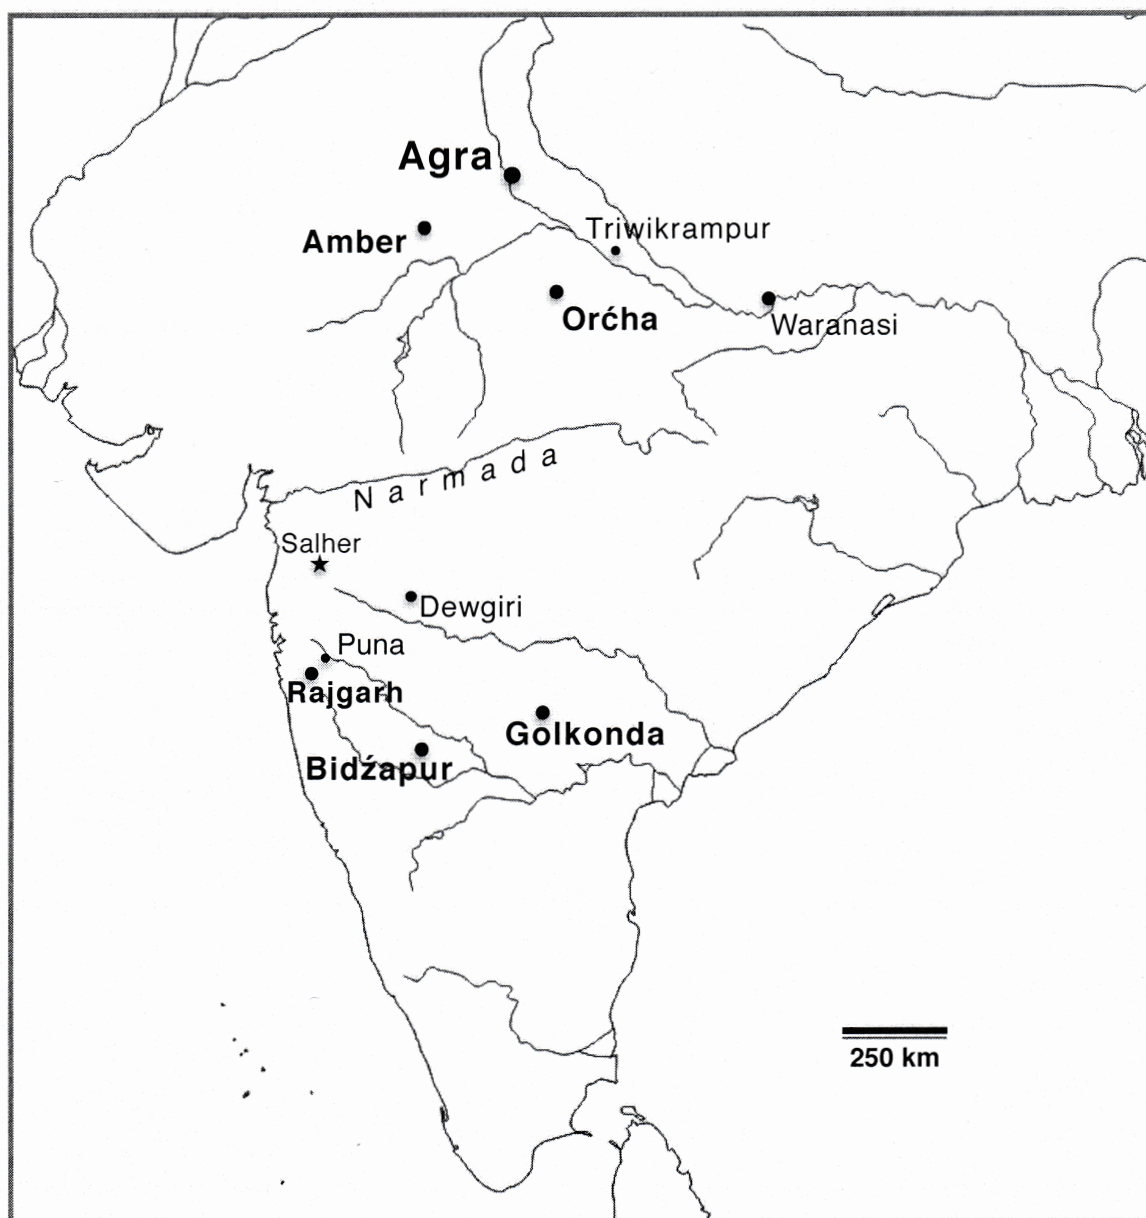 Agra
Triwikrampur
Amber
Orćha
Waranasi
Narmada
Salher
Dewgiri
Puna
Rajgarh
Golkonda
Bidźapur
250 km